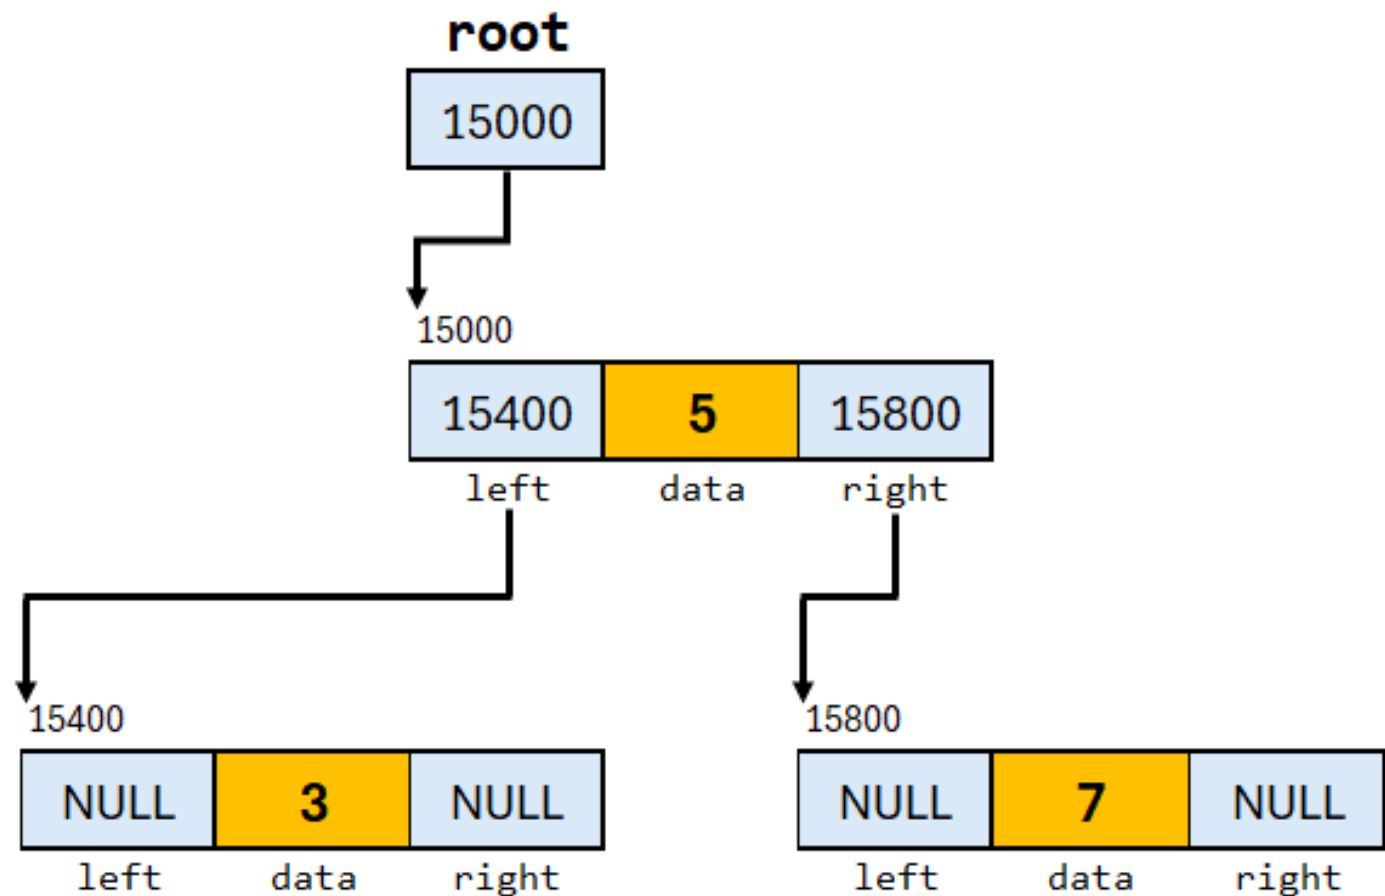 root
15000
15000
15400 5 15800
left data right
15400 15800
NULL 3 NULL NULL 7 NULL
left data right left data right